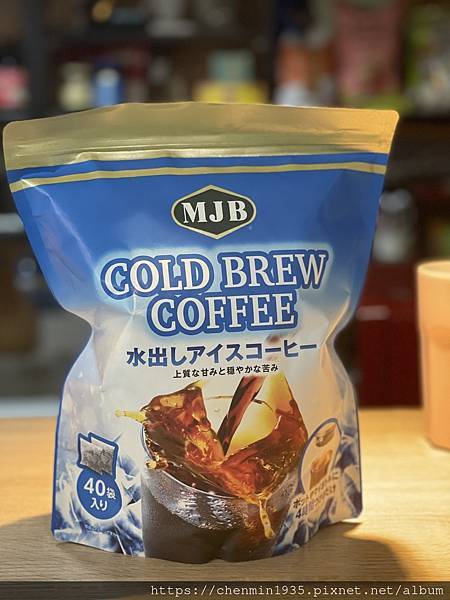 MJB
COLD BREW
COFFEE
水出しアイスコーヒー
上質な甘みと穏やかな苦み
40袋
入り
https://chenmin1935.pixnet.net/album